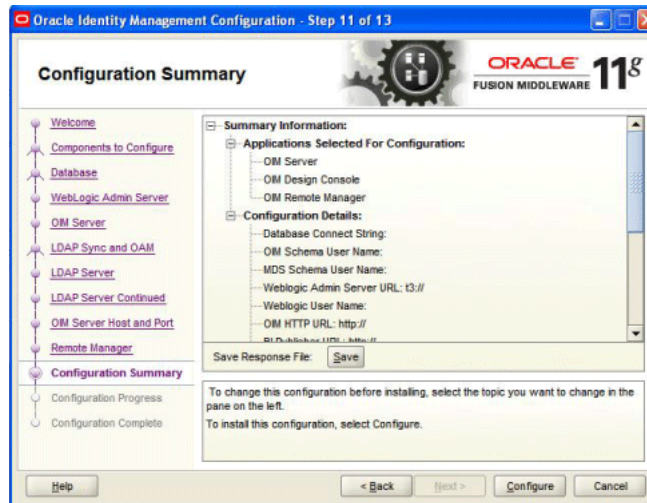 Oracle Identity Management Configuration - Step 11 of 13
Configuration Summary
ORACLE
FUSION MIDDLEWARE 11g
Welcome
Components to Configure
Database
WebLogic Admin Server
OIM Server
LDAP Sync and OAM
LDAP Server
LDAP Server Continued
OIM Server Host and Port
Remote Manager
Configuration Summary
Configuration Progress
Configuration Complete
Summary Information:
Applications Selected For Configuration:
OIM Server
OIM Design Console
OIM Remote Manager
Configuration Details:
Database Connect String:
OIM Schema User Name:
MDS Schema User Name:
Weblogic Admin Server URL: t3://
Weblogic User Name:
OIM HTTP URL: http://
BI Publisher URL: http://
Save Response File: Save
To change this configuration before installing, select the topic you want to change in the
pane on the left.
To install this configuration, select Configure.
Help
< Back
Next >
Configure
Cancel